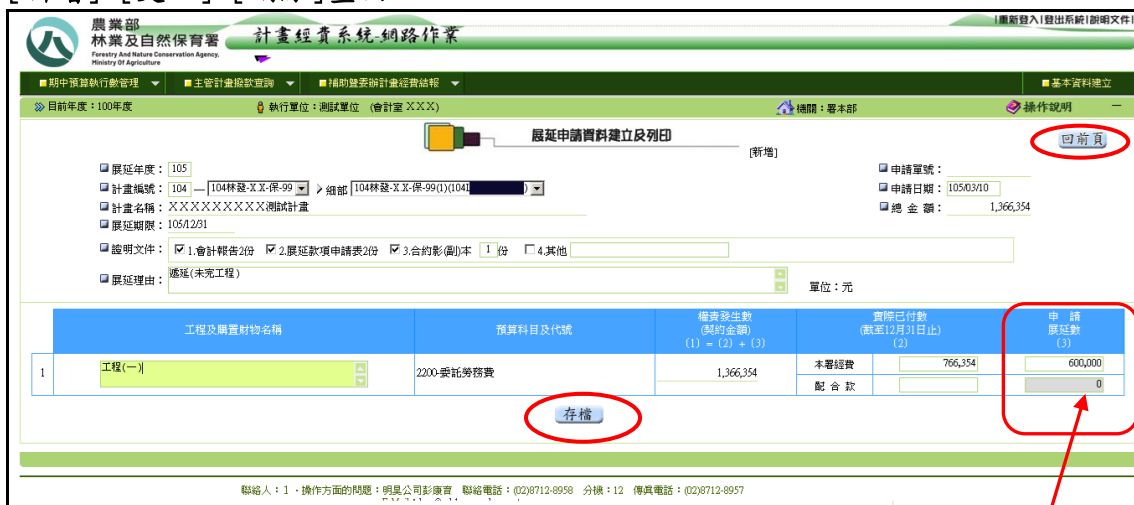 農業部
林業及自然保育署
Forestry And Nature Conservation Agency,
Ministry Of Agriculture
計畫經費系統-網路作業
|重新登入|登出系統|說明文件|
■期中預算執行數管理 ■主管計畫撥款查詢 ■補助暨委辦計畫經費結報 ■基本資料建立
目前年度：100年度 執行單位：測試單位 (會計室 XXX) 機關：署本部 操作說明 －
展延申請資料建立及列印
[新增]
回前頁
展延年度： 105 申請單號：
計畫編號： 104 — 104林發-X.X-保-99 細部 104林發-X.X-保-99(1)(104I ) 申請日期： 105/03/10
計畫名稱： XXXXXXXXX測試計畫 總 金 額： 1,366,354
展延期限： 105/12/31
證明文件： 1.會計報告2份 2.展延款項申請表2份 3.合約影(副)本 1 份 4.其他
展延理由： 遞延(未完工程)
單位：元
工程及購置財物名稱 預算科目及代號 權責發生數 (契約金額) (1) = (2) + (3) 實際已付數 (截至12月31日止) (2) 申 請 展延數 (3)
1 工程(一) 2200-委託勞務費 1,366,354 本署經費 766,354 600,000
配 合 款 0
存檔
聯絡人：1 ．操作方面的問題：明昊公司彭康育 聯絡電話：(02)8712-8958 分機：12 傳真電話：(02)8712-8957